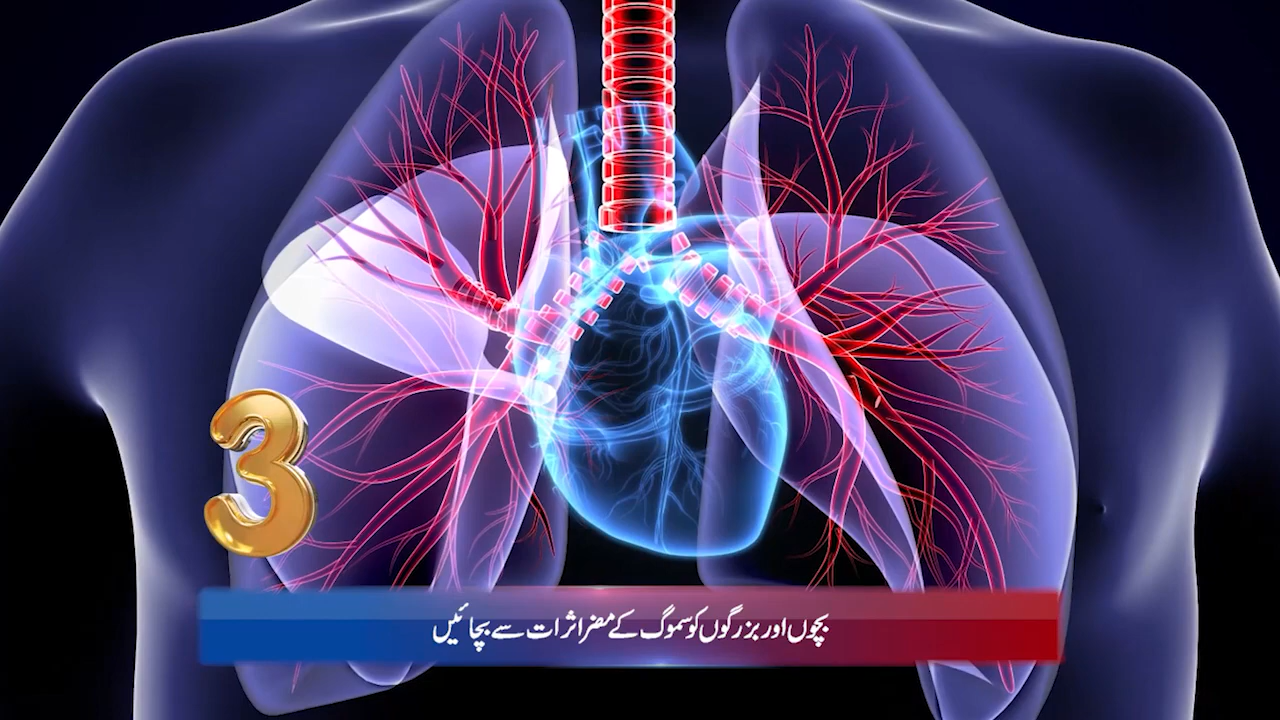 3
بچوں اور بزرگوں کو سموگ کے مضر اثرات سے بچائیں